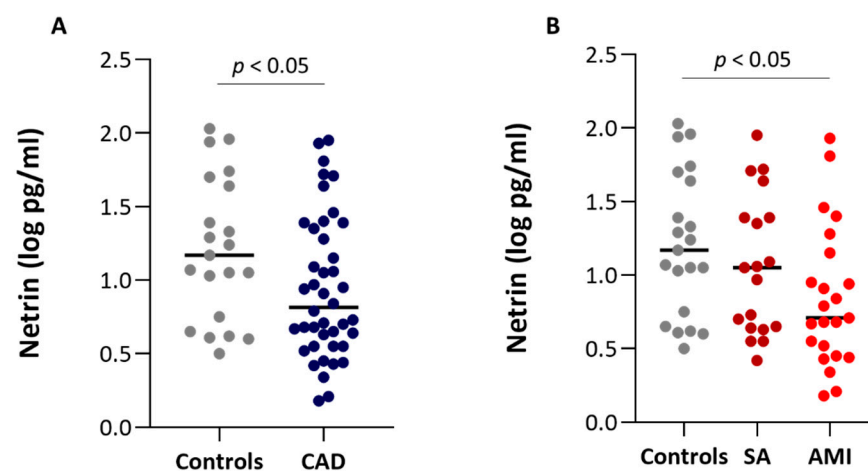 A
Netrin (log pg/ml)
2.5
2.0
1.5
1.0
0.5
0.0
p < 0.05
Controls CAD
B
Netrin (log pg/ml)
2.5
2.0
1.5
1.0
0.5
0.0
p < 0.05
Controls SA AMI